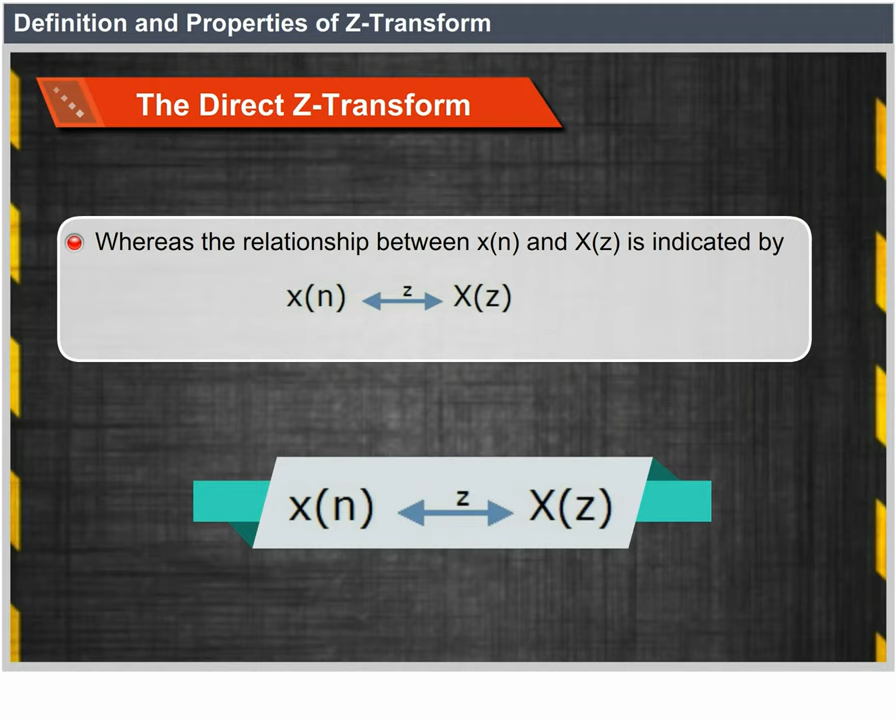 Definition and Properties of Z-Transform
The Direct Z-Transform
Whereas the relationship between x(n) and X(z) is indicated by
x(n) ⟷ z X(z)
x(n) ⟷ z X(z)